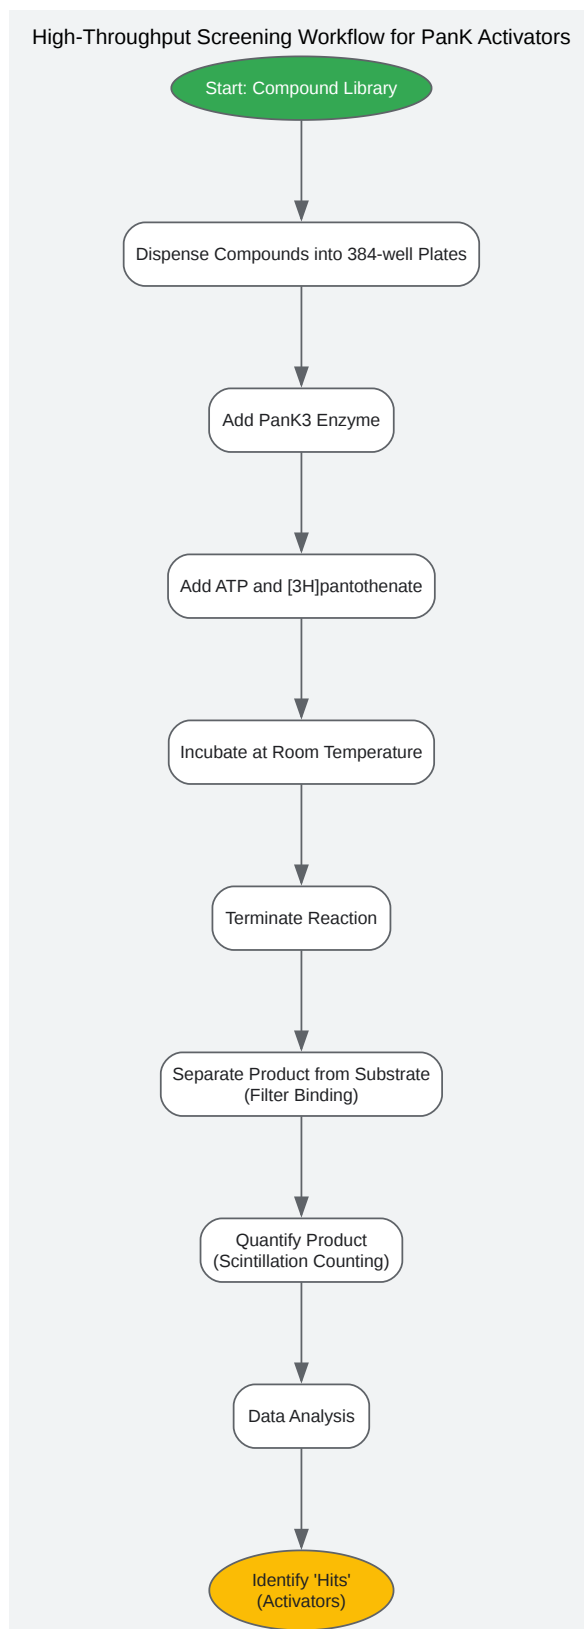 High-Throughput Screening Workflow for PanK Activators
Start: Compound Library
Dispense Compounds into 384-well Plates
Add PanK3 Enzyme
Add ATP and [3H]pantothenate
Incubate at Room Temperature
Terminate Reaction
Separate Product from Substrate
(Filter Binding)
Quantify Product
(Scintillation Counting)
Data Analysis
Identify 'Hits'
(Activators)